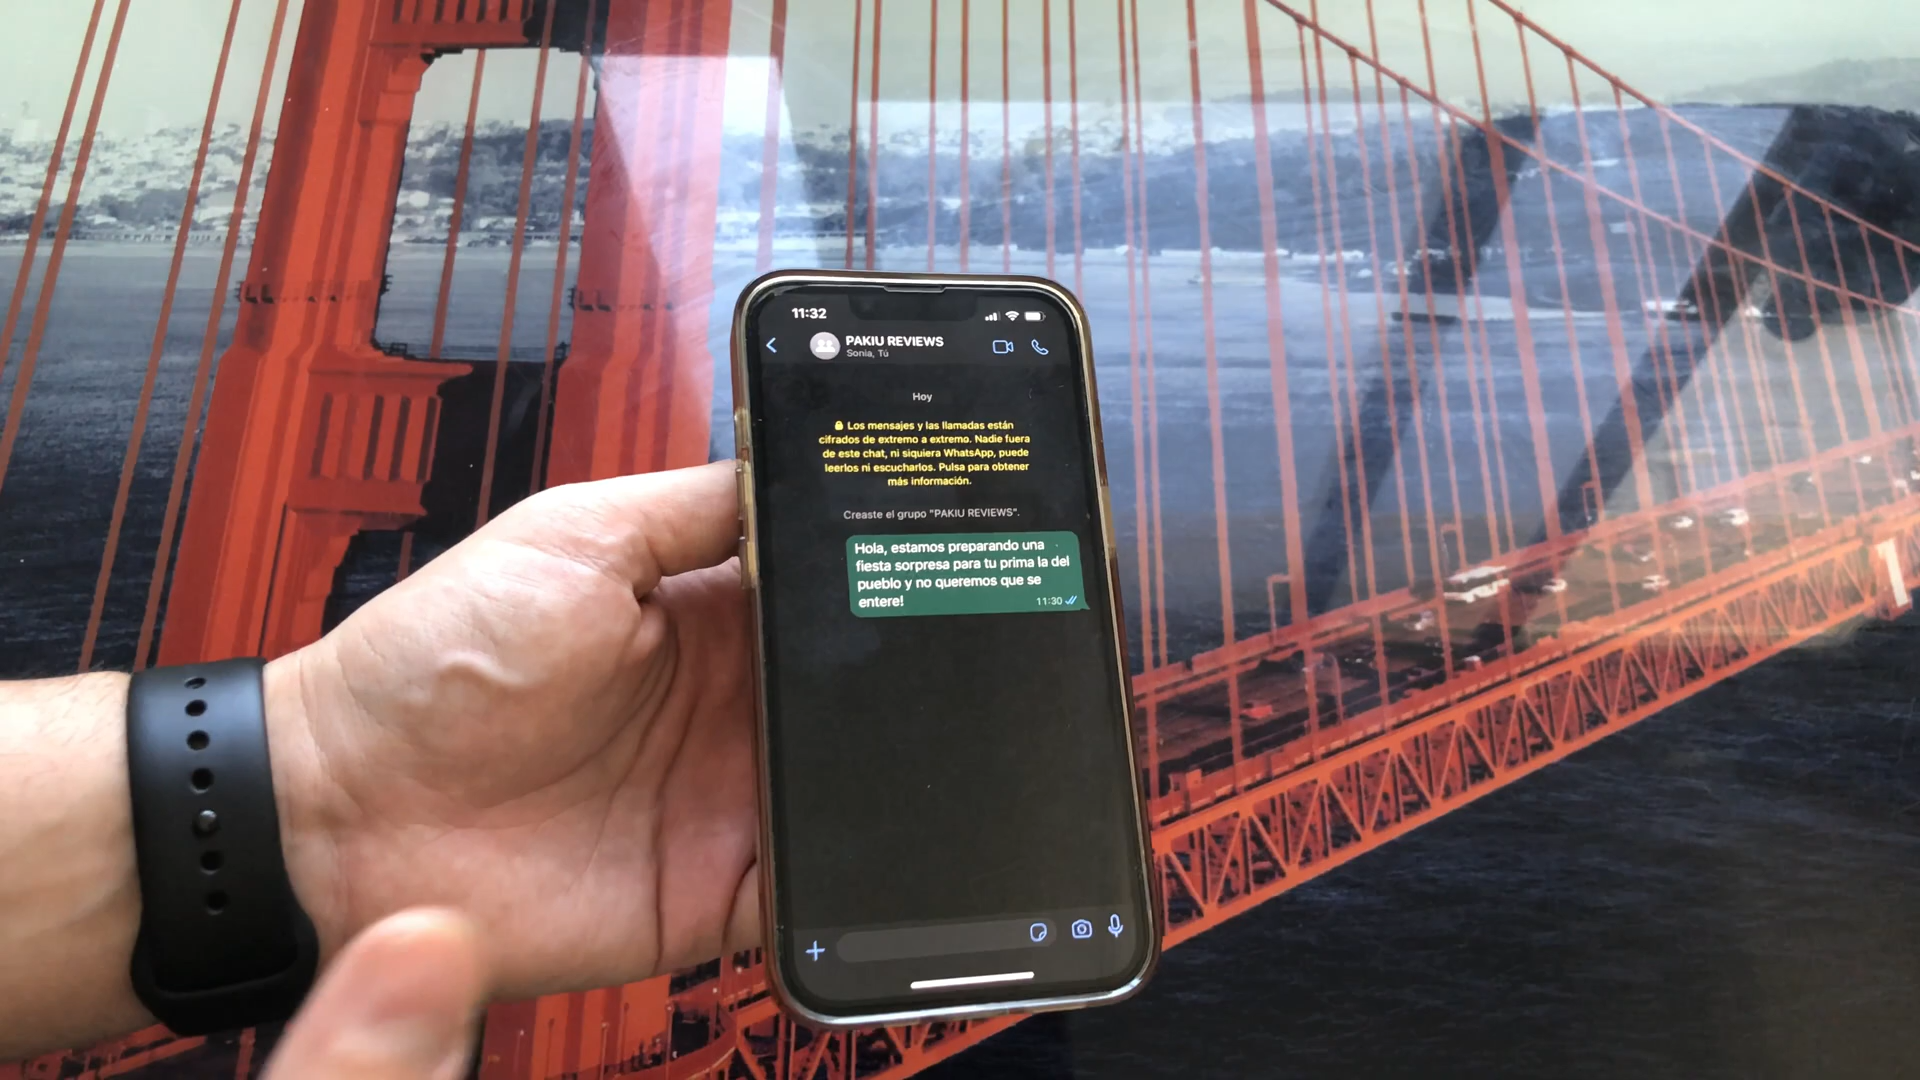 11:32
PAKIU REVIEWS
Sonia, Tú
Hoy
Los mensajes y las llamadas están
cifrados de extremo a extremo. Nadie fuera
de este chat, ni siquiera WhatsApp, puede
leerlos ni escucharlos. Pulsa para obtener
más información.
Creaste el grupo "PAKIU REVIEWS".
Hola, estamos preparando una
fiesta sorpresa para tu prima la del
pueblo y no queremos que se
entere!
11:30